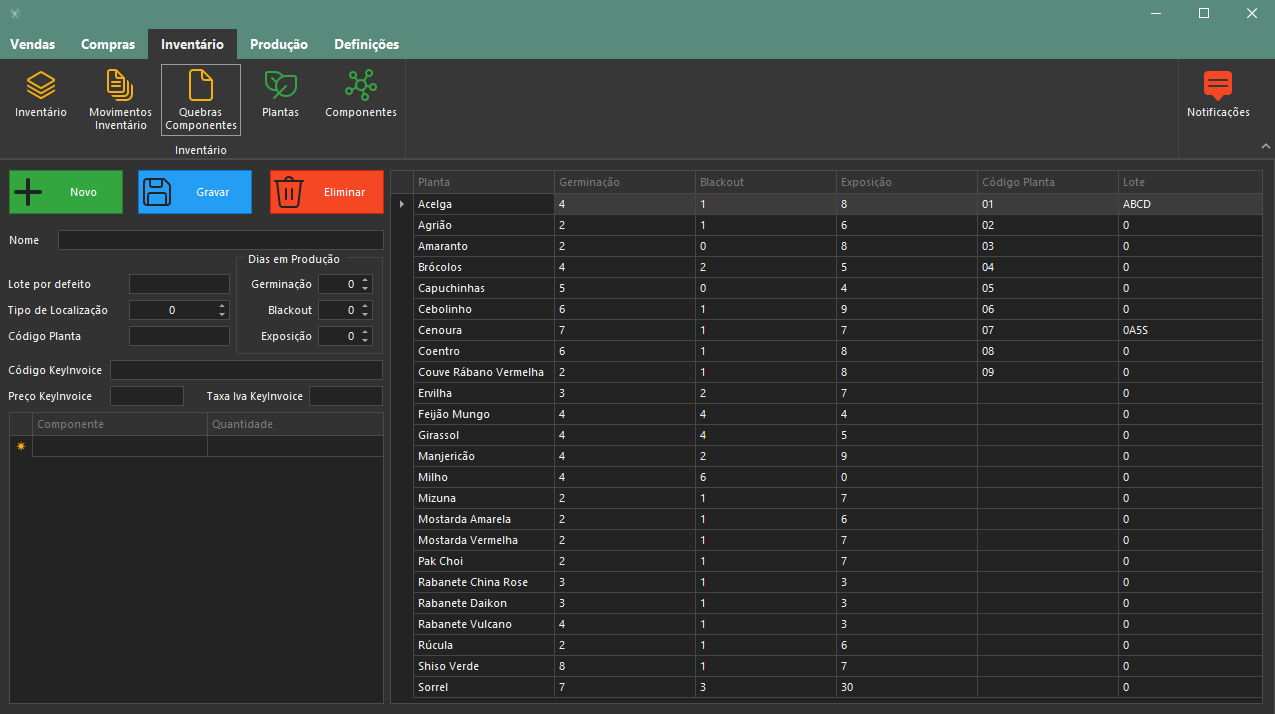 Vendas Compras Inventário Produção Definições
Inventário Movimentos Inventário Quebras Componentes Plantas Componentes Notificações
Inventário
Novo Gravar Eliminar
Nome
Dias em Produção
Lote por defeito Germinação 0
Tipo de Localização 0 Blackout 0
Código Planta Exposição 0
Código KeyInvoice
Preço KeyInvoice Taxa Iva KeyInvoice
Componente Quantidade
Planta Germinação Blackout Exposição Código Planta Lote
Acelga 4 1 8 01 ABCD
Agrião 2 1 6 02 0
Amaranto 2 0 8 03 0
Brócolos 4 2 5 04 0
Capuchinhas 5 0 4 05 0
Cebolinho 6 1 9 06 0
Cenoura 7 1 7 07 0A5S
Coentro 6 1 8 08 0
Couve Rábano Vermelha 2 1 8 09 0
Ervilha 3 2 7 0
Feijão Mungo 4 4 4 0
Girassol 4 4 5 0
Manjericão 4 2 9 0
Milho 4 6 0 0
Mizuna 2 1 7 0
Mostarda Amarela 2 1 6 0
Mostarda Vermelha 2 1 7 0
Pak Choi 2 1 7 0
Rabanete China Rose 3 1 3 0
Rabanete Daikon 3 1 3 0
Rabanete Vulcano 4 1 3 0
Rúcula 2 1 6 0
Shiso Verde 8 1 7 0
Sorrel 7 3 30 0